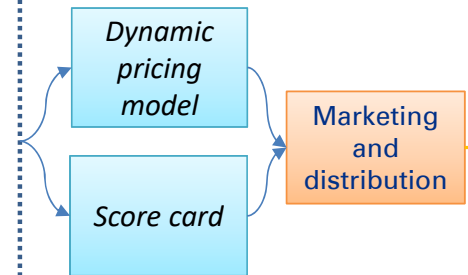 Dynamic
pricing
model
Score card
Marketing
and
distribution